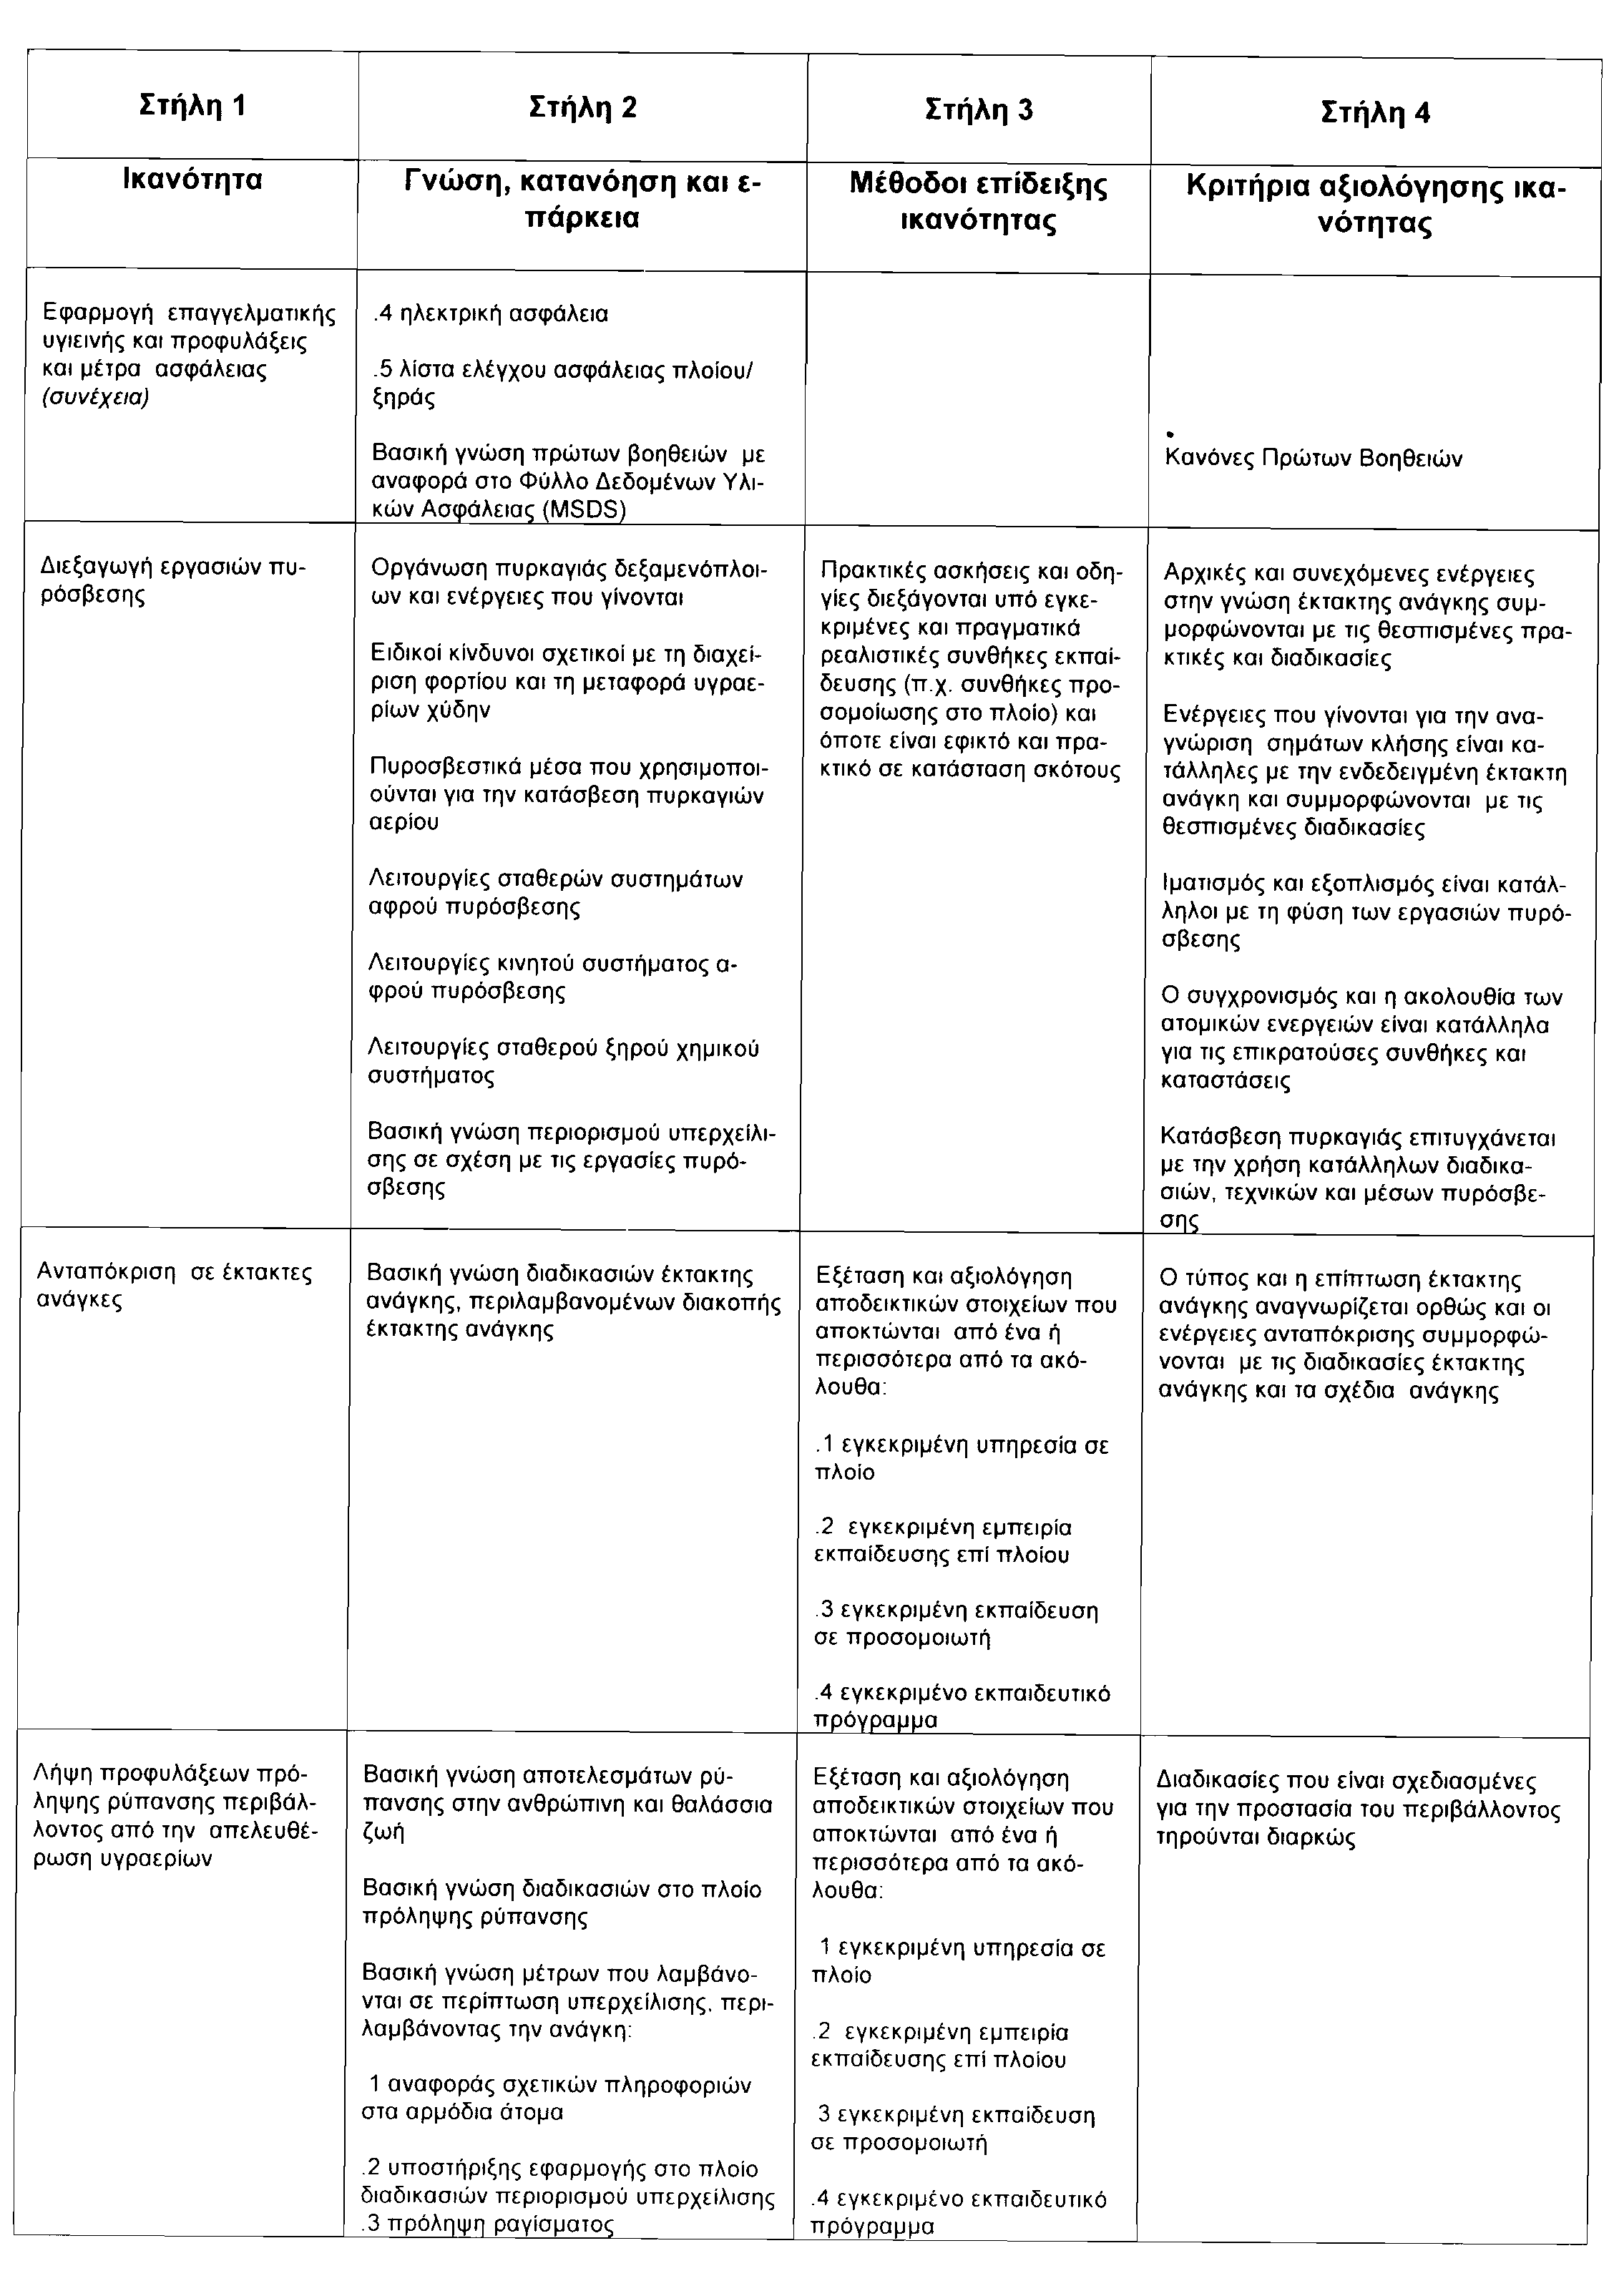 Στήλη 1
Στήλη 2
Στήλη 3
Στήλη 4
Ικανότητα
Γνώση, κατανόηση και ε-
πάρκεια
Μέθοδοι επίδειξης
ικανότητας
Κριτήρια αξιολόγησης ικα-
νότητας
Εφαρμογή επαγγελματικής
υγιεινής και προφυλάξεις
και μέτρα ασφάλειας
(συνέχεια)
.4 ηλεκτρική ασφάλεια
.5 λίστα ελέγχου ασφάλειας πλοίου/
ξηράς
Βασική γνώση πρώτων βοηθειών με
αναφορά στο Φύλλο Δεδομένων Υλι-
κών Ασφάλειας (MSDS)
Κανόνες Πρώτων Βοηθειών
Διεξαγωγή εργασιών πυ-
ρόσβεσης
Οργάνωση πυρκαγιάς δεξαμενόπλοι-
ων και ενέργειες που γίνονται
Ειδικοί κίνδυνοι σχετικοί με τη διαχεί-
ριση φορτίου και τη μεταφορά υγραε-
ρίων χύδην
Πυροσβεστικά μέσα που χρησιμοποι-
ούνται για την κατάσβεση πυρκαγιών
αερίου
Λειτουργίες σταθερών συστημάτων
αφρού πυρόσβεσης
Λειτουργίες κινητού συστήματος α-
φρού πυρόσβεσης
Λειτουργίες σταθερού ξηρού χημικού
συστήματος
Βασική γνώση περιορισμού υπερχείλι-
σης σε σχέση με τις εργασίες πυρό-
σβεσης
Πρακτικές ασκήσεις και οδη-
γίες διεξάγονται υπό εγκε-
κριμένες και πραγματικά
ρεαλιστικές συνθήκες εκπαί-
δευσης (π.χ. συνθήκες προ-
σομοίωσης στο πλοίο) και
όποτε είναι εφικτό και πρα-
κτικό σε κατάσταση σκότους
Αρχικές και συνεχόμενες ενέργειες
στην γνώση έκτακτης ανάγκης συμ-
μορφώνονται με τις θεσπισμένες πρα-
κτικές και διαδικασίες
Ενέργειες που γίνονται για την ανα-
γνώριση σημάτων κλήσης είναι κα-
τάλληλες με την ενδεδειγμένη έκτακτη
ανάγκη και συμμορφώνονται με τις
θεσπισμένες διαδικασίες
Ιματισμός και εξοπλισμός είναι κατάλ-
ληλοι με τη φύση των εργασιών πυρό-
σβεσης
Ο συγχρονισμός και η ακολουθία των
ατομικών ενεργειών είναι κατάλληλα
για τις επικρατούσες συνθήκες και
καταστάσεις
Κατάσβεση πυρκαγιάς επιτυγχάνεται
με την χρήση κατάλληλων διαδικα-
σιών, τεχνικών και μέσων πυρόσβε-
σης
Ανταπόκριση σε έκτακτες
ανάγκες
Βασική γνώση διαδικασιών έκτακτης
ανάγκης, περιλαμβανομένων διακοπής
έκτακτης ανάγκης
Εξέταση και αξιολόγηση
αποδεικτικών στοιχείων που
αποκτώνται από ένα ή
περισσότερα από τα ακό-
λουθα:
.1 εγκεκριμένη υπηρεσία σε
πλοίο
.2 εγκεκριμένη εμπειρία
εκπαίδευσης επί πλοίου
.3 εγκεκριμένη εκπαίδευση
σε προσομοιωτή
.4 εγκεκριμένο εκπαιδευτικό
πρόγραμμα
Ο τύπος και η επίπτωση έκτακτης
ανάγκης αναγνωρίζεται ορθώς και οι
ενέργειες ανταπόκρισης συμμορφώ-
νονται με τις διαδικασίες έκτακτης
ανάγκης και τα σχέδια ανάγκης
Λήψη προφυλάξεων πρό-
ληψης ρύπανσης περιβάλ-
λοντος από την απελευθέ-
ρωση υγραερίων
Βασική γνώση αποτελεσμάτων ρύ-
πανσης στην ανθρώπινη και θαλάσσια
ζωή
Βασική γνώση διαδικασιών στο πλοίο
πρόληψης ρύπανσης
Βασική γνώση μέτρων που λαμβάνο-
νται σε περίπτωση υπερχείλισης, περι-
λαμβάνοντας την ανάγκη:
1 αναφοράς σχετικών πληροφοριών
στα αρμόδια άτομα
.2 υποστήριξης εφαρμογής στο πλοίο
διαδικασιών περιορισμού υπερχείλισης
.3 πρόληψη ραγίσματος
Εξέταση και αξιολόγηση
αποδεικτικών στοιχείων που
αποκτώνται από ένα ή
περισσότερα από τα ακό-
λουθα:
1 εγκεκριμένη υπηρεσία σε
πλοίο
.2 εγκεκριμένη εμπειρία
εκπαίδευσης επί πλοίου
3 εγκεκριμένη εκπαίδευση
σε προσομοιωτή
.4 εγκεκριμένο εκπαιδευτικό
πρόγραμμα
Διαδικασίες που είναι σχεδιασμένες
για την προστασία του περιβάλλοντος
τηρούνται διαρκώς